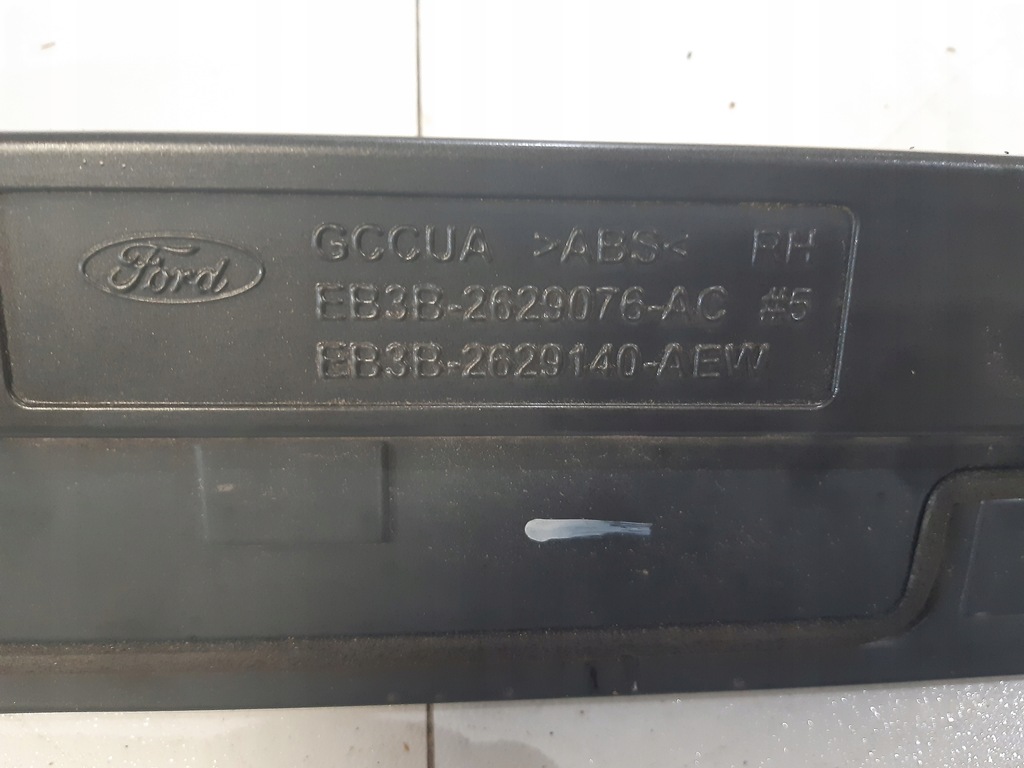 Ford
GCCUA >ABS< RH
EB3B-2629076-AC #5
EB3B-2629140-AEW